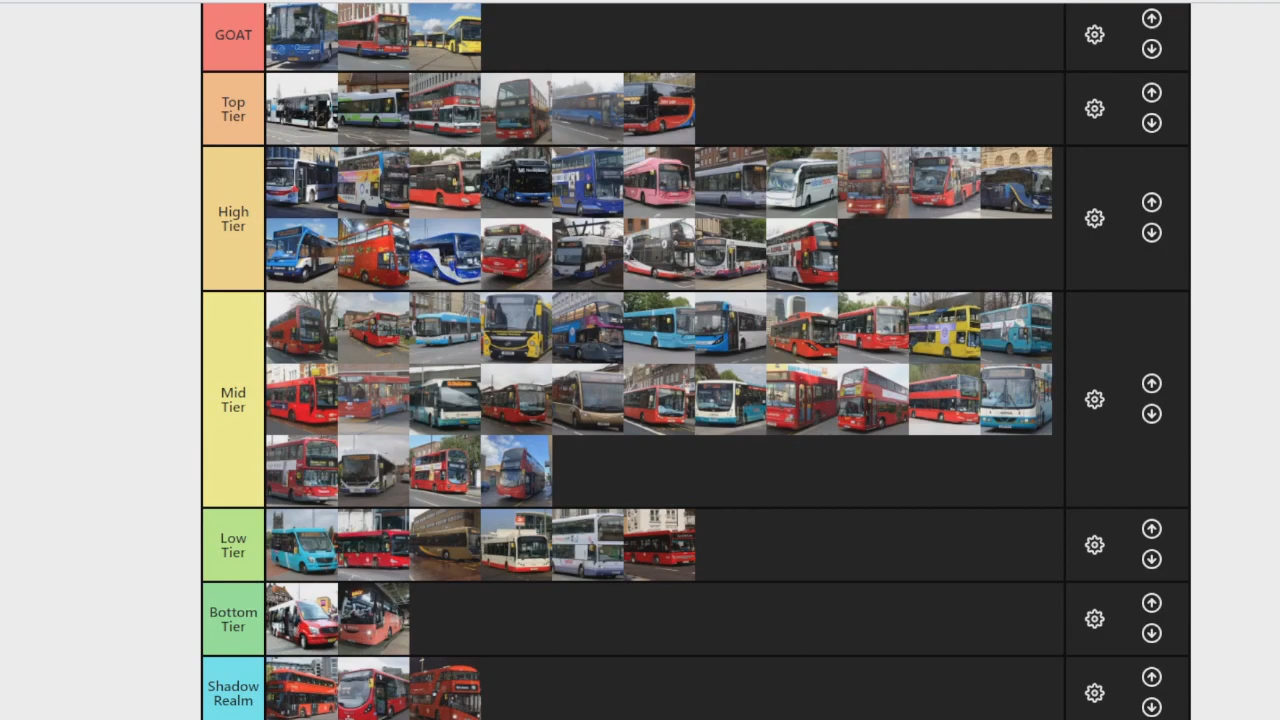 GOAT
Top
Tier
High
Tier
Mid
Tier
Low
Tier
Bottom
Tier
Shadow
Realm